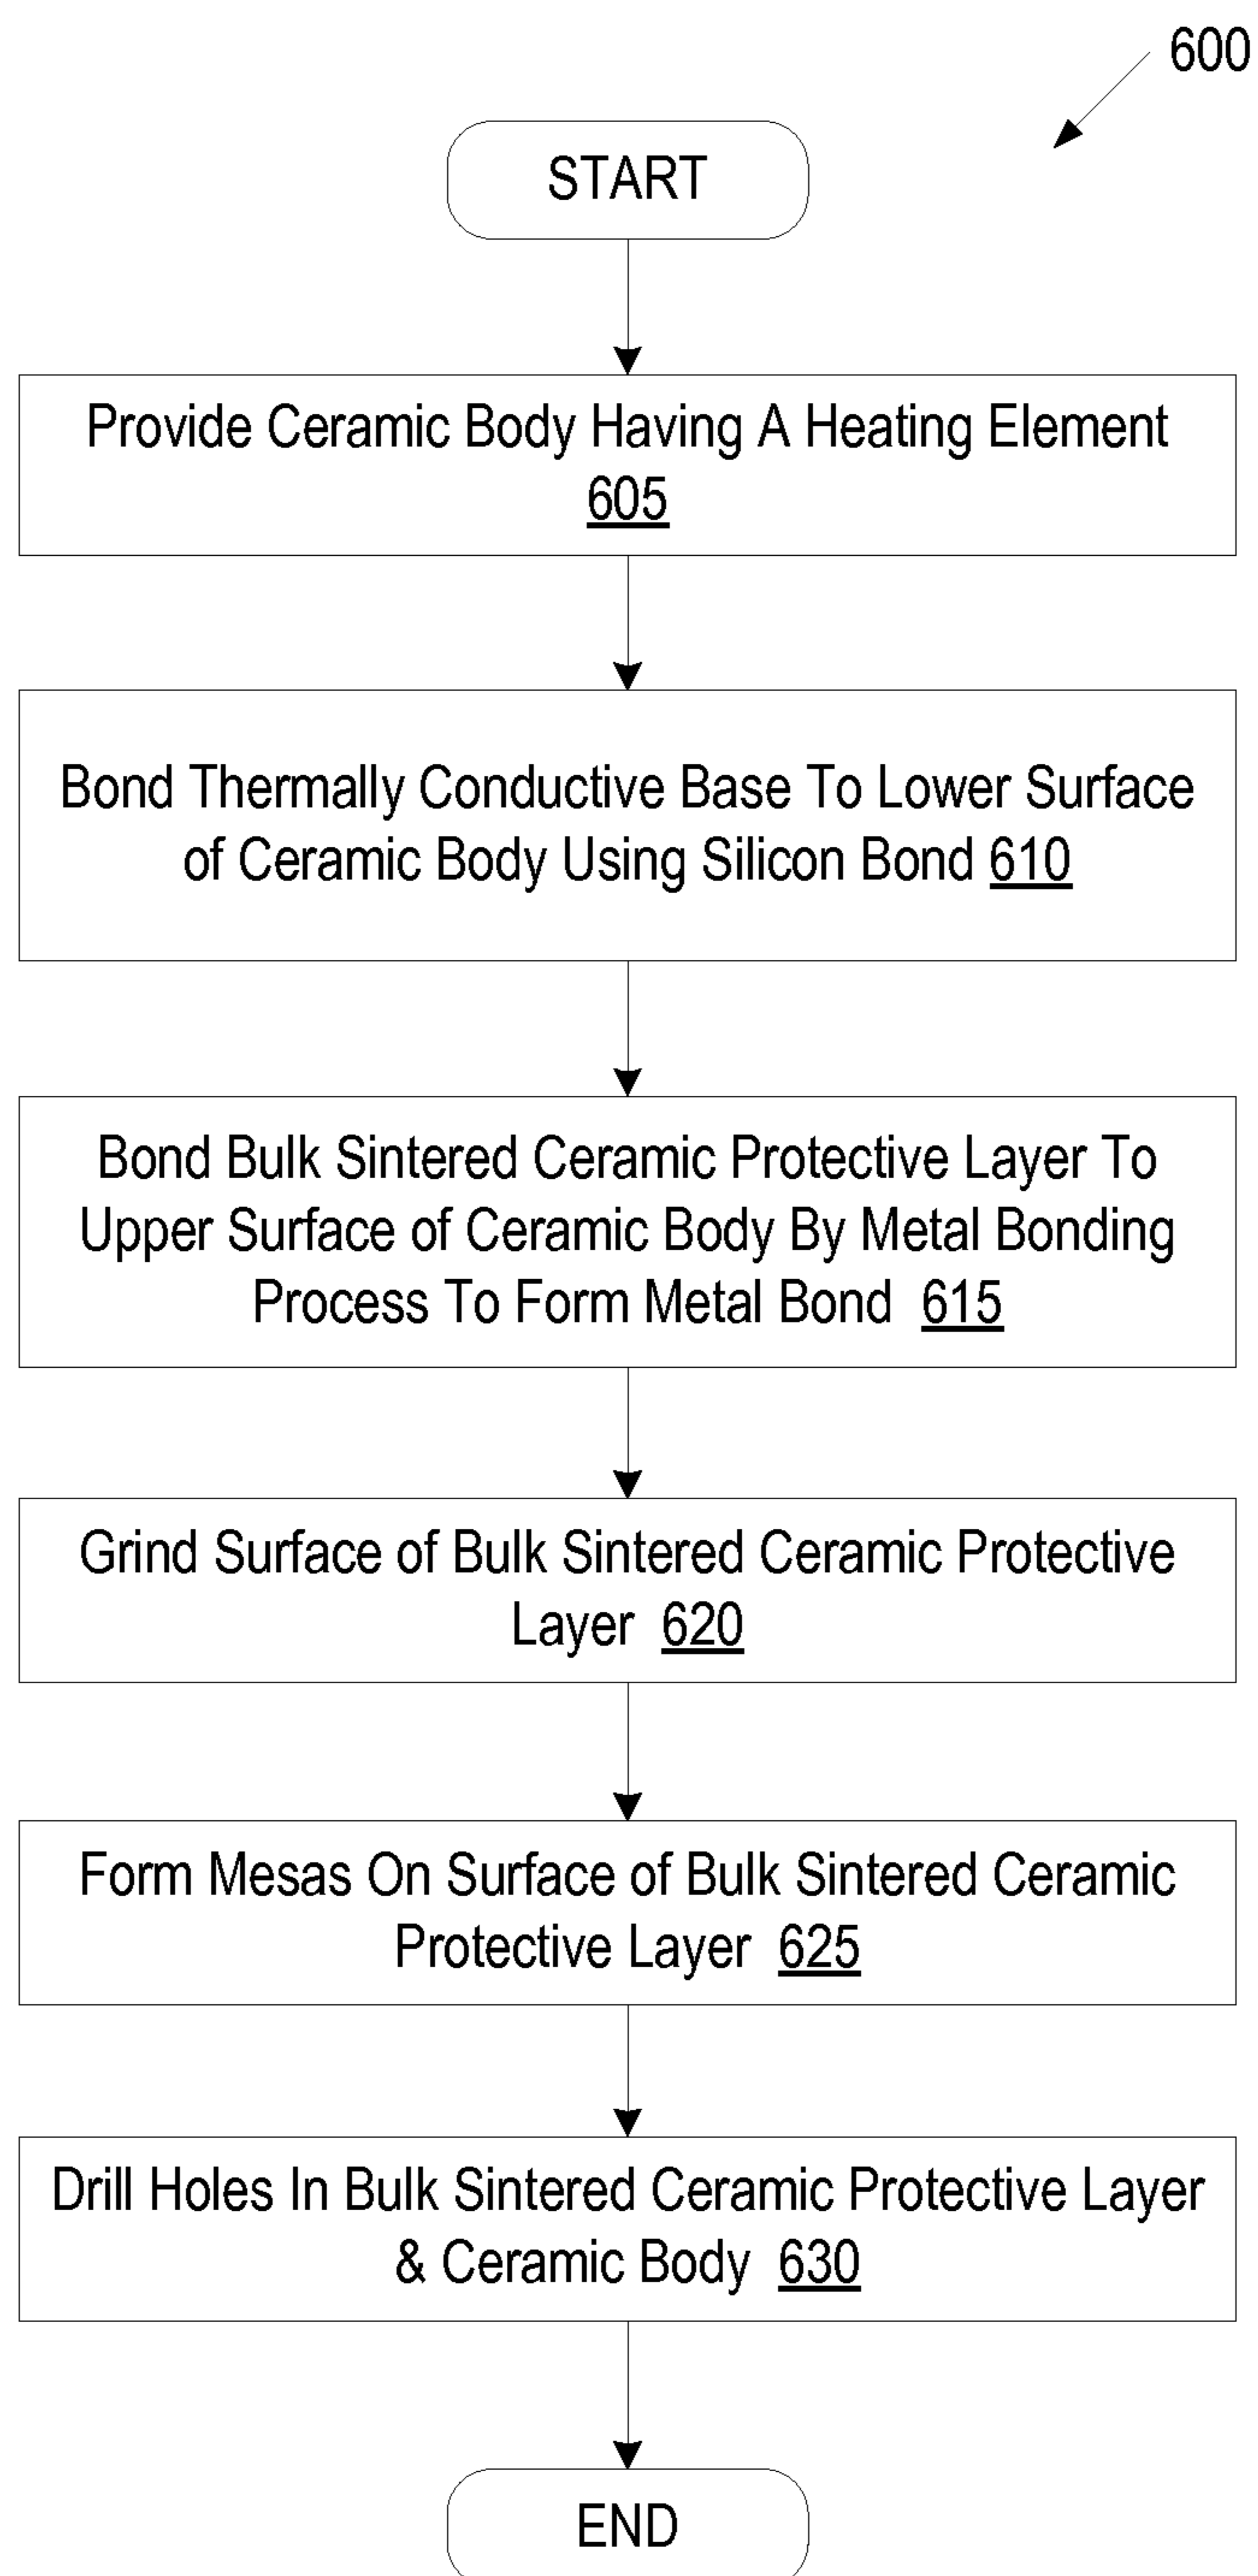 600
START
Provide Ceramic Body Having A Heating Element
605
Bond Thermally Conductive Base To Lower Surface
of Ceramic Body Using Silicon Bond 610
Bond Bulk Sintered Ceramic Protective Layer To
Upper Surface of Ceramic Body By Metal Bonding
Process To Form Metal Bond 615
Grind Surface of Bulk Sintered Ceramic Protective
Layer 620
Form Mesas On Surface of Bulk Sintered Ceramic
Protective Layer 625
Drill Holes In Bulk Sintered Ceramic Protective Layer
& Ceramic Body 630
END